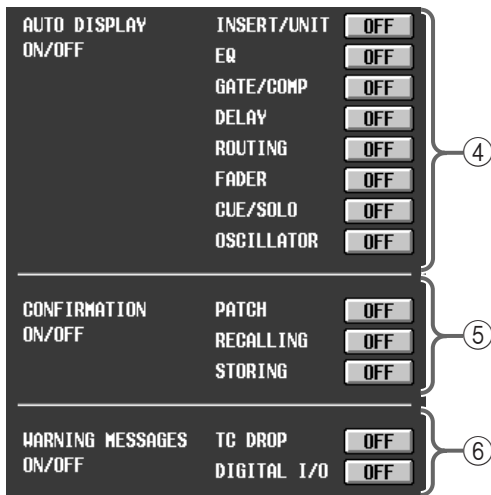 AUTO DISPLAY INSERT/UNIT OFF
ON/OFF EQ OFF
GATE/COMP OFF
DELAY OFF
ROUTING OFF
FADER OFF
CUE/SOLO OFF
OSCILLATOR OFF
④
CONFIRMATION PATCH OFF
ON/OFF RECALLING OFF
STORING OFF
⑤
WARNING MESSAGES TC DROP OFF
ON/OFF DIGITAL I/O OFF
⑥